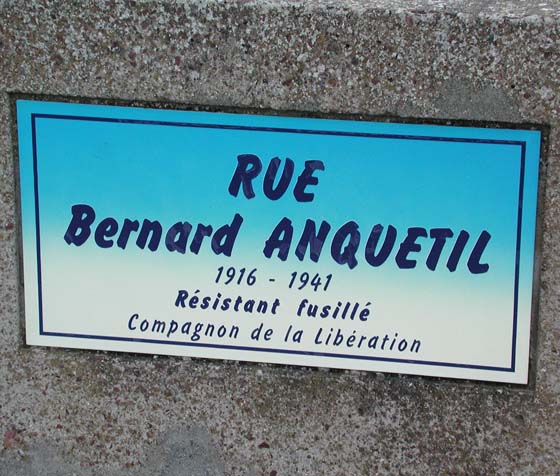 RUE
Bernard ANQUETIL
1916 - 1941
Résistant fusillé
Compagnon de la Libération